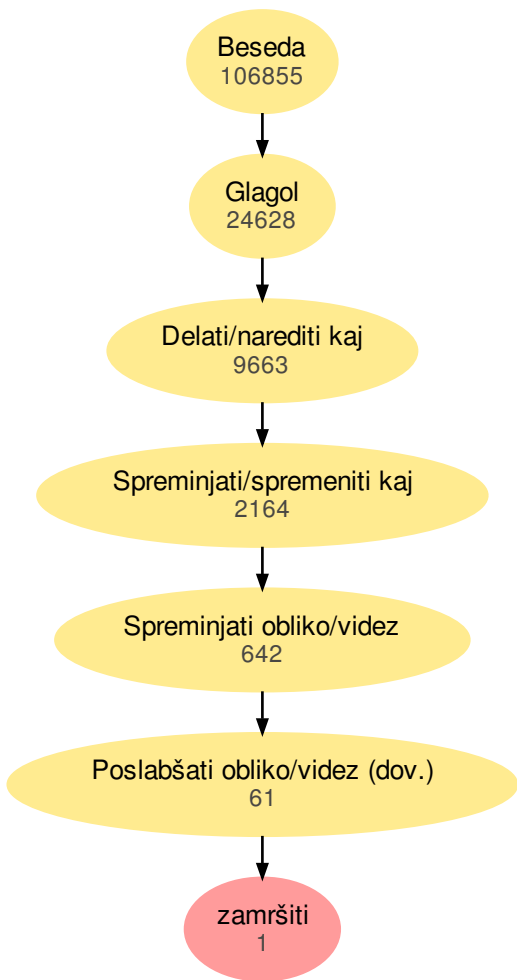 Beseda
106855
Glagol
24628
Delati/narediti kaj
9663
Spreminjati/spremeniti kaj
2164
Spreminjati obliko/videz
642
Poslabšati obliko/videz (dov.)
61
zamršiti
1